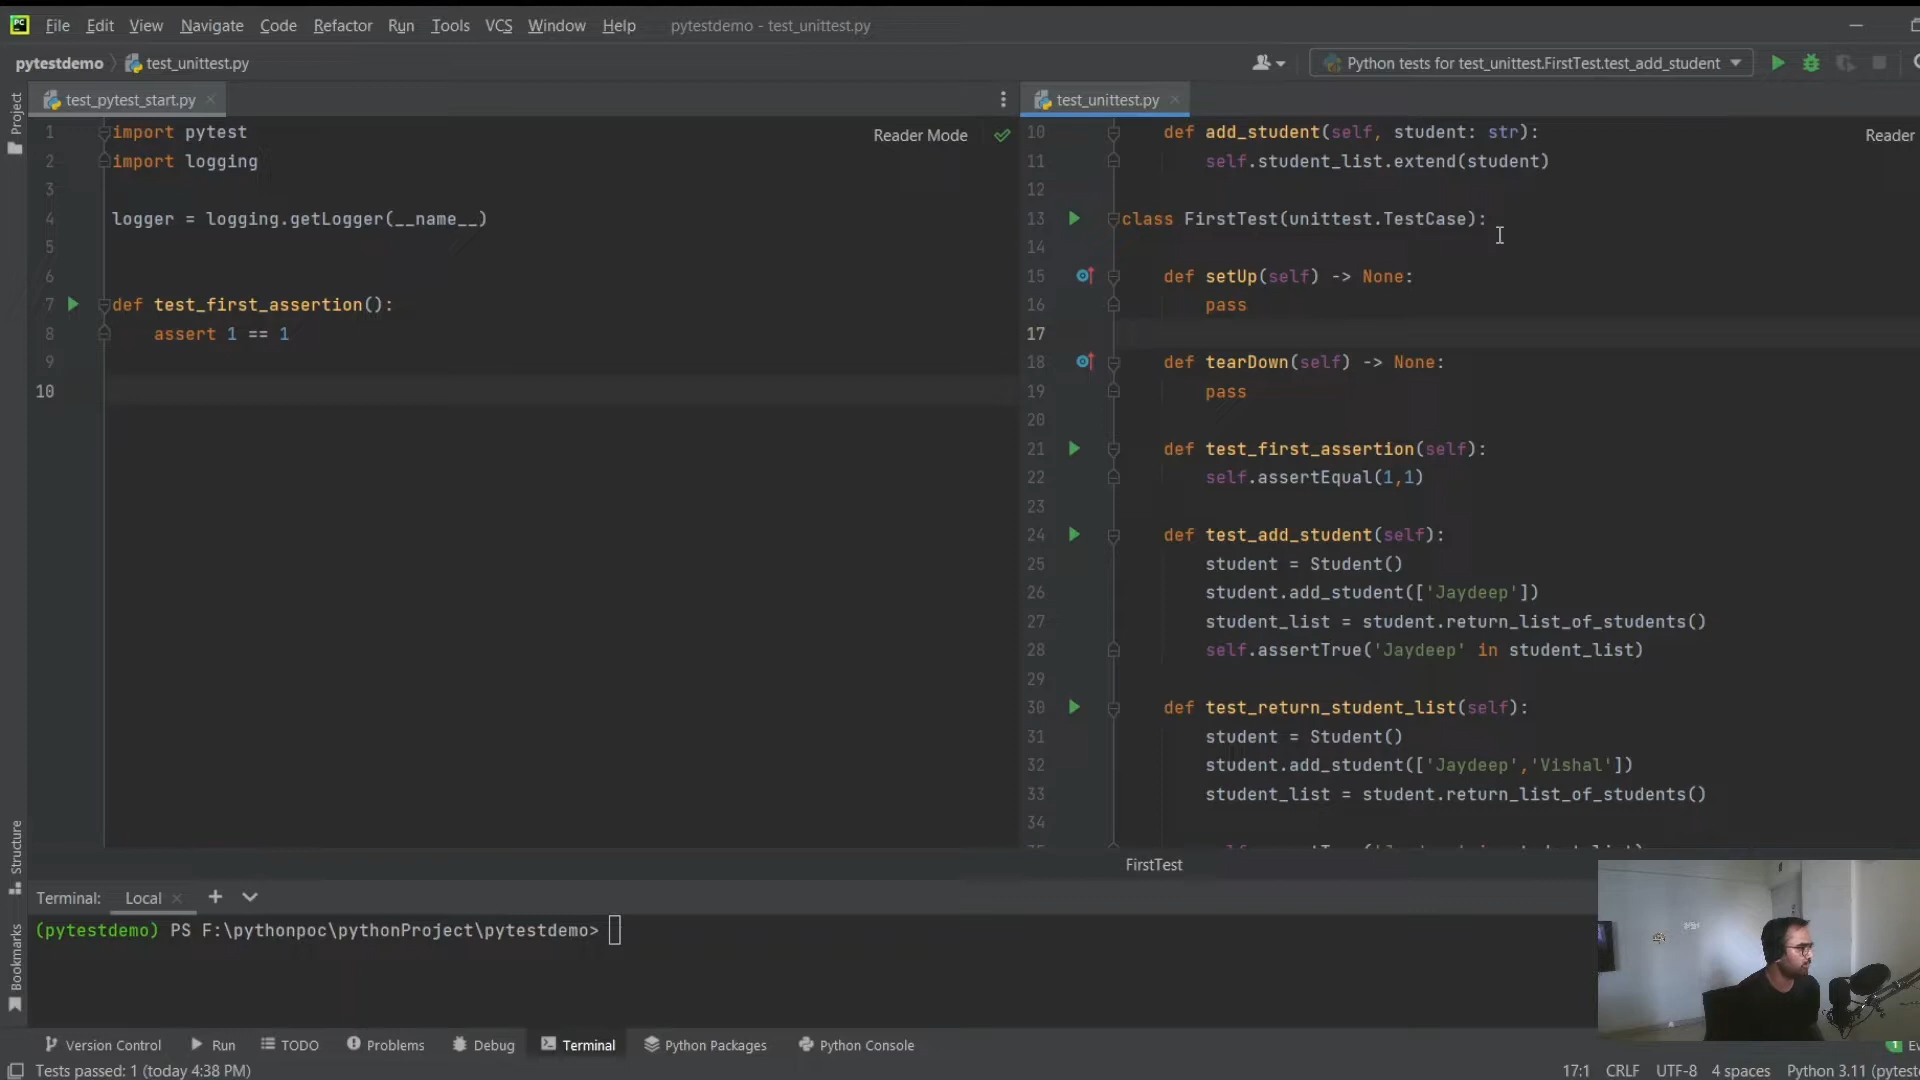 PC File Edit View Navigate Code Refactor Run Tools VCS Window Help pytestdemo - test_unittest.py
pytestdemo test_unittest.py Python tests for test_unittest.FirstTest.test_add_student
Project
Structure
Bookmarks
test_pytest_start.py
Reader Mode
1 import pytest
2 import logging
3
4 logger = logging.getLogger(__name__)
5
6
7 def test_first_assertion():
8 assert 1 == 1
9
10
test_unittest.py
Reader
10 def add_student(self, student: str):
11 self.student_list.extend(student)
12
13 class FirstTest(unittest.TestCase):
14
15 def setUp(self) -> None:
16 pass
17
18 def tearDown(self) -> None:
19 pass
20
21 def test_first_assertion(self):
22 self.assertEqual(1,1)
23
24 def test_add_student(self):
25 student = Student()
26 student.add_student(['Jaydeep'])
27 student_list = student.return_list_of_students()
28 self.assertTrue('Jaydeep' in student_list)
29
30 def test_return_student_list(self):
31 student = Student()
32 student.add_student(['Jaydeep','Vishal'])
33 student_list = student.return_list_of_students()
34
FirstTest
Terminal: Local
(pytestdemo) PS F:\pythonpoc\pythonProject\pytestdemo>
Version Control Run TODO Problems Debug Terminal Python Packages Python Console 1 Ev
Tests passed: 1 (today 4:38 PM) 17:1 CRLF UTF-8 4 spaces Python 3.11 (pytest